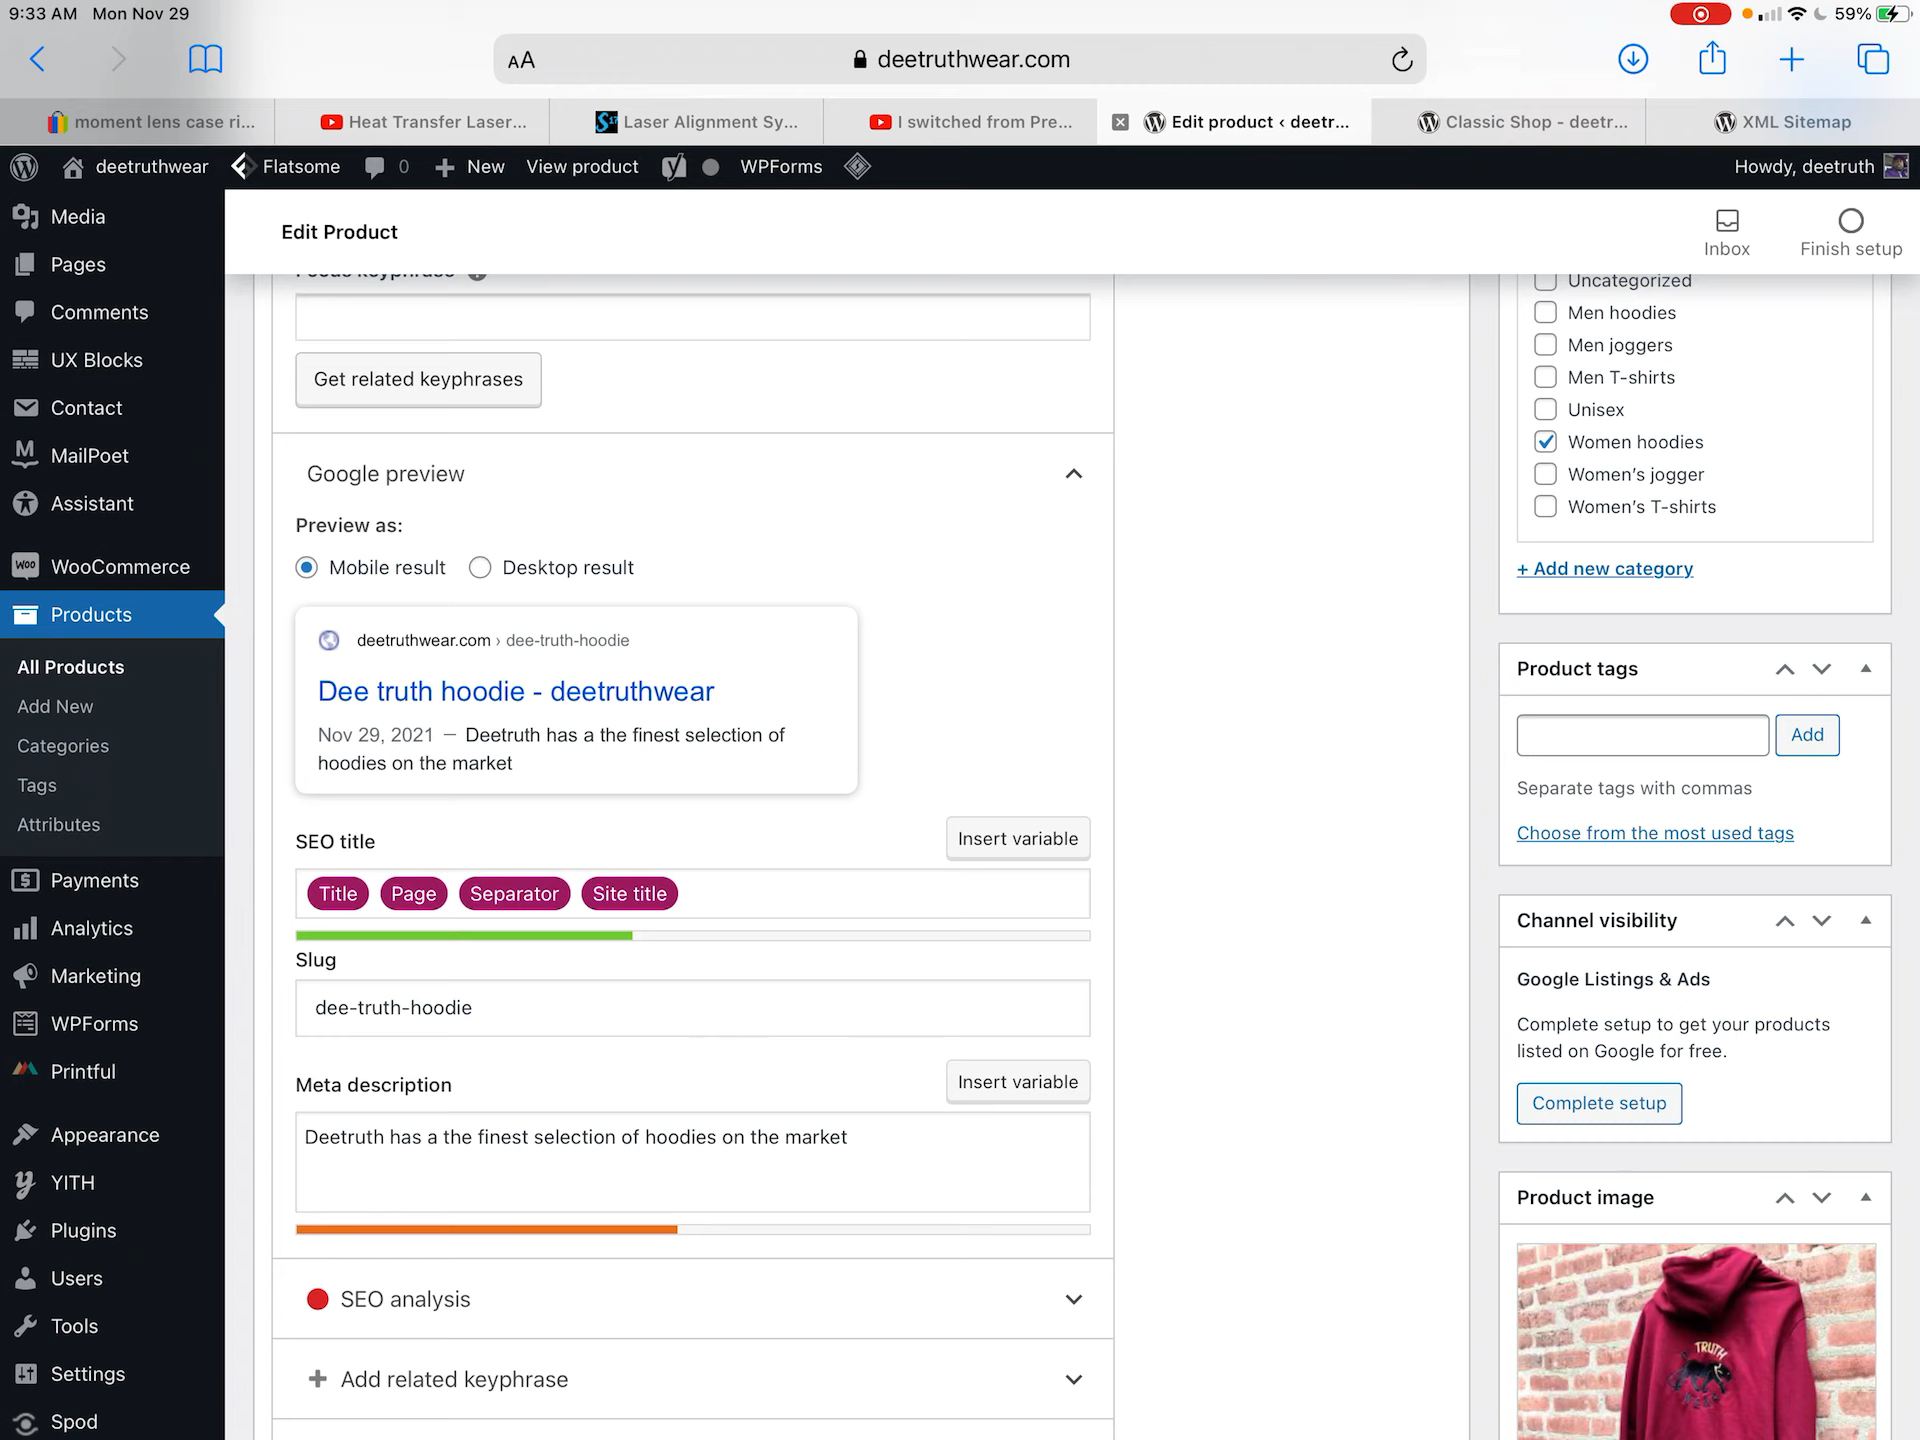 9:33 AM Mon Nov 29
59%
AA
deetruthwear.com
moment lens case ri...
Heat Transfer Laser...
Laser Alignment Sy...
I switched from Pre...
Edit product ‹ deetr...
Classic Shop - deetr...
XML Sitemap
deetruthwear
Flatsome
0
New
View product
WPForms
Howdy, deetruth
Media
Pages
Comments
UX Blocks
Contact
MailPoet
Assistant
WooCommerce
Products
All Products
Add New
Categories
Tags
Attributes
Payments
Analytics
Marketing
WPForms
Printful
Appearance
YITH
Plugins
Users
Tools
Settings
Spod
Edit Product
Inbox
Finish setup
Focus keyphrase
Get related keyphrases
Google preview
Preview as:
Mobile result
Desktop result
deetruthwear.com › dee-truth-hoodie
Dee truth hoodie - deetruthwear
Nov 29, 2021 — Deetruth has a the finest selection of
hoodies on the market
SEO title
Insert variable
Title Page Separator Site title
Slug
dee-truth-hoodie
Meta description
Insert variable
Deetruth has a the finest selection of hoodies on the market
SEO analysis
Add related keyphrase
Uncategorized
Men hoodies
Men joggers
Men T-shirts
Unisex
Women hoodies
Women's jogger
Women's T-shirts
+ Add new category
Product tags
Add
Separate tags with commas
Choose from the most used tags
Channel visibility
Google Listings & Ads
Complete setup to get your products
listed on Google for free.
Complete setup
Product image
TRUTH